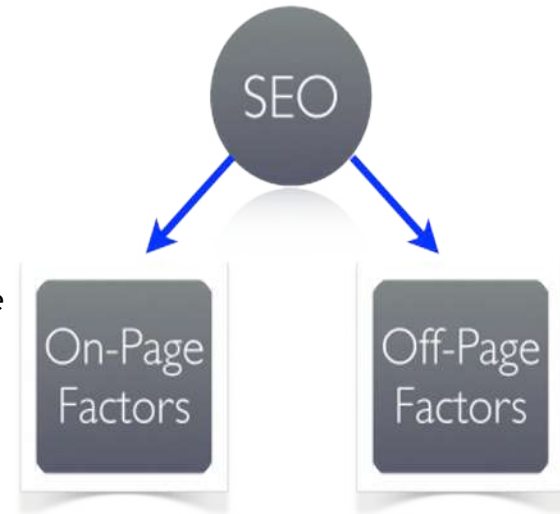 SEO
e
On-Page
Factors
Off-Page
Factors